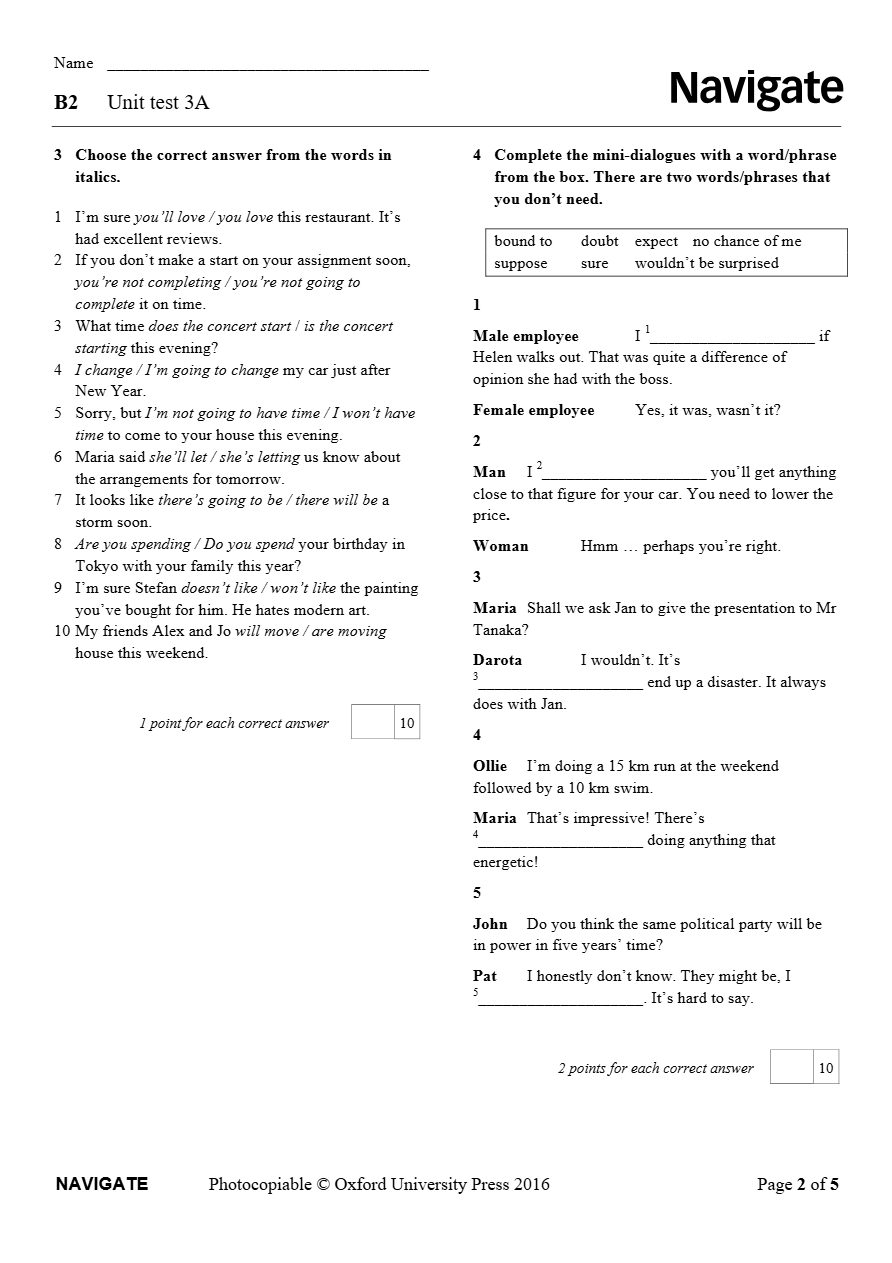 Name ________________________________________
Navigate
B2 Unit test 3A
3 Choose the correct answer from the words in
italics.
1 I’m sure you’ll love / you love this restaurant. It’s
had excellent reviews.
2 If you don’t make a start on your assignment soon,
you’re not completing / you’re not going to
complete it on time.
3 What time does the concert start / is the concert
starting this evening?
4 I change / I’m going to change my car just after
New Year.
5 Sorry, but I’m not going to have time / I won’t have
time to come to your house this evening.
6 Maria said she’ll let / she’s letting us know about
the arrangements for tomorrow.
7 It looks like there’s going to be / there will be a
storm soon.
8 Are you spending / Do you spend your birthday in
Tokyo with your family this year?
9 I’m sure Stefan doesn’t like / won’t like the painting
you’ve bought for him. He hates modern art.
10 My friends Alex and Jo will move / are moving
house this weekend.
1 point for each correct answer 10
4 Complete the mini-dialogues with a word/phrase
from the box. There are two words/phrases that
you don’t need.
bound to doubt expect no chance of me
suppose sure wouldn’t be surprised
1
Male employee I 1____________________ if
Helen walks out. That was quite a difference of
opinion she had with the boss.
Female employee Yes, it was, wasn’t it?
2
Man I 2____________________ you’ll get anything
close to that figure for your car. You need to lower the
price.
Woman Hmm … perhaps you’re right.
3
Maria Shall we ask Jan to give the presentation to Mr
Tanaka?
Darota I wouldn’t. It’s
3____________________ end up a disaster. It always
does with Jan.
4
Ollie I’m doing a 15 km run at the weekend
followed by a 10 km swim.
Maria That’s impressive! There’s
4____________________ doing anything that
energetic!
5
John Do you think the same political party will be
in power in five years’ time?
Pat I honestly don’t know. They might be, I
5____________________. It’s hard to say.
2 points for each correct answer 10
NAVIGATE Photocopiable © Oxford University Press 2016 Page 2 of 5